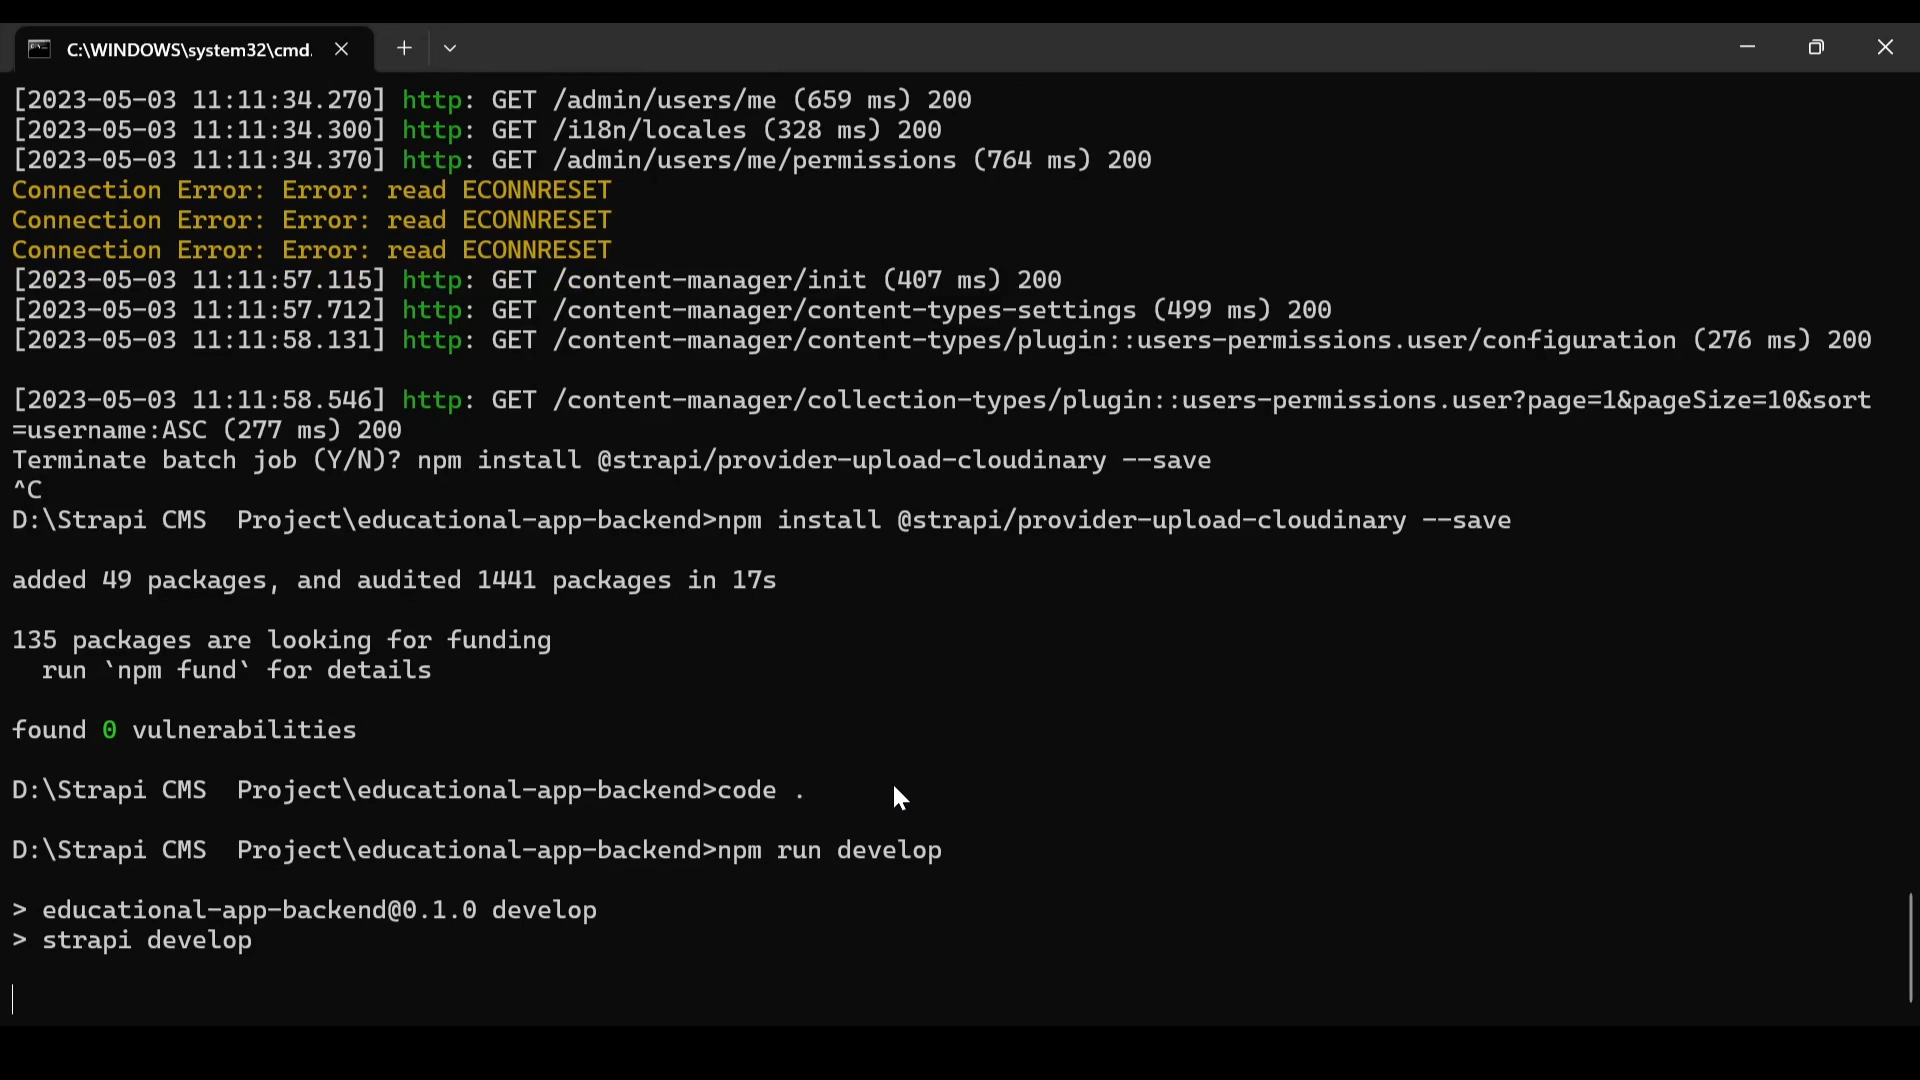 C:\WINDOWS\system32\cmd.
[2023-05-03 11:11:34.270] http: GET /admin/users/me (659 ms) 200
[2023-05-03 11:11:34.300] http: GET /i18n/locales (328 ms) 200
[2023-05-03 11:11:34.370] http: GET /admin/users/me/permissions (764 ms) 200
Connection Error: Error: read ECONNRESET
Connection Error: Error: read ECONNRESET
Connection Error: Error: read ECONNRESET
[2023-05-03 11:11:57.115] http: GET /content-manager/init (407 ms) 200
[2023-05-03 11:11:57.712] http: GET /content-manager/content-types-settings (499 ms) 200
[2023-05-03 11:11:58.131] http: GET /content-manager/content-types/plugin::users-permissions.user/configuration (276 ms) 200
[2023-05-03 11:11:58.546] http: GET /content-manager/collection-types/plugin::users-permissions.user?page=1&pageSize=10&sort
=username:ASC (277 ms) 200
Terminate batch job (Y/N)? npm install @strapi/provider-upload-cloudinary --save
^C
D:\Strapi CMS  Project\educational-app-backend>npm install @strapi/provider-upload-cloudinary --save
added 49 packages, and audited 1441 packages in 17s
135 packages are looking for funding
  run `npm fund` for details
found 0 vulnerabilities
D:\Strapi CMS  Project\educational-app-backend>code .
D:\Strapi CMS  Project\educational-app-backend>npm run develop
> educational-app-backend@0.1.0 develop
> strapi develop